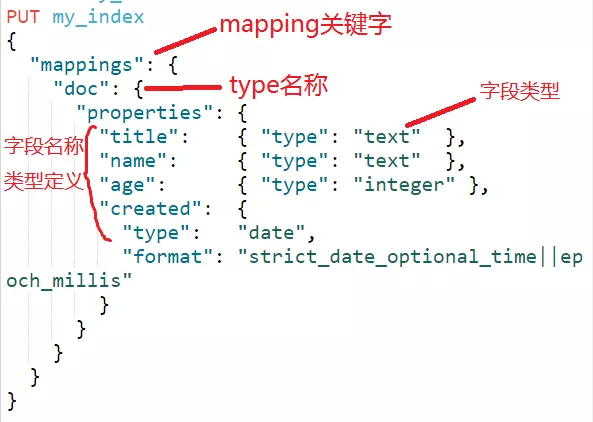 PUT my_index
{
mapping关键字
"mappings": {
"doc": {
type名称
"properties": {
字段类型
字段名称
类型定义
"title": { "type": "text" },
"name": { "type": "text" },
"age": { "type": "integer" },
"created": {
"type": "date",
"format": "strict_date_optional_time||ep
och_millis"
}
}
}
}
}